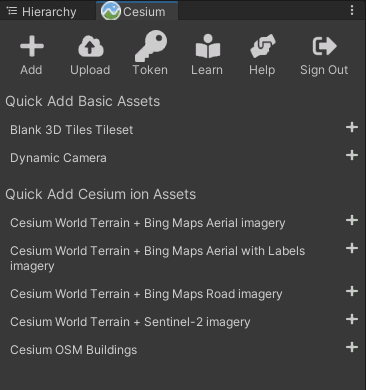 Hierarchy Cesium
Add Upload Token Learn Help Sign Out
Quick Add Basic Assets
Blank 3D Tiles Tileset
Dynamic Camera
Quick Add Cesium ion Assets
Cesium World Terrain + Bing Maps Aerial imagery
Cesium World Terrain + Bing Maps Aerial with Labels
imagery
Cesium World Terrain + Bing Maps Road imagery
Cesium World Terrain + Sentinel-2 imagery
Cesium OSM Buildings